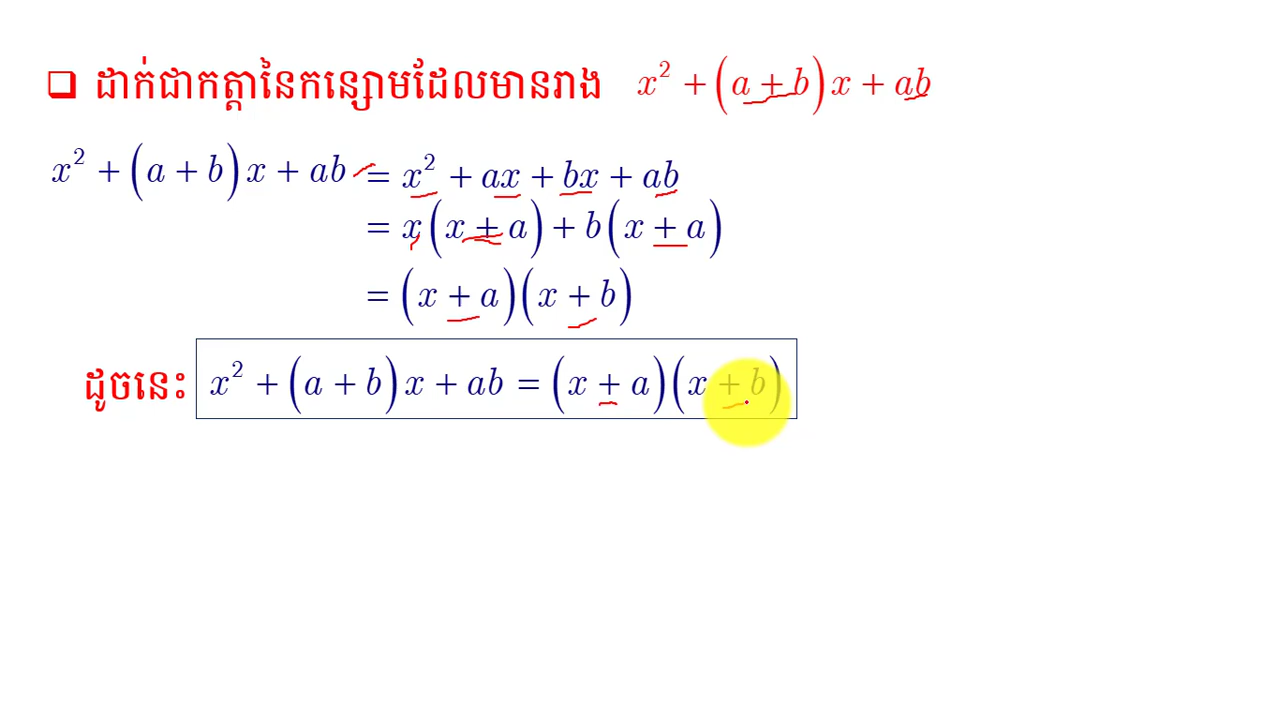 ❑ ដាក់ជាកត្តានៃកន្សោមដែលមានរាង x² + (a + b)x + ab
x² + (a + b)x + ab = x² + ax + bx + ab
= x(x + a) + b(x + a)
= (x + a)(x + b)
ដូចនេះ x² + (a + b)x + ab = (x + a)(x + b)